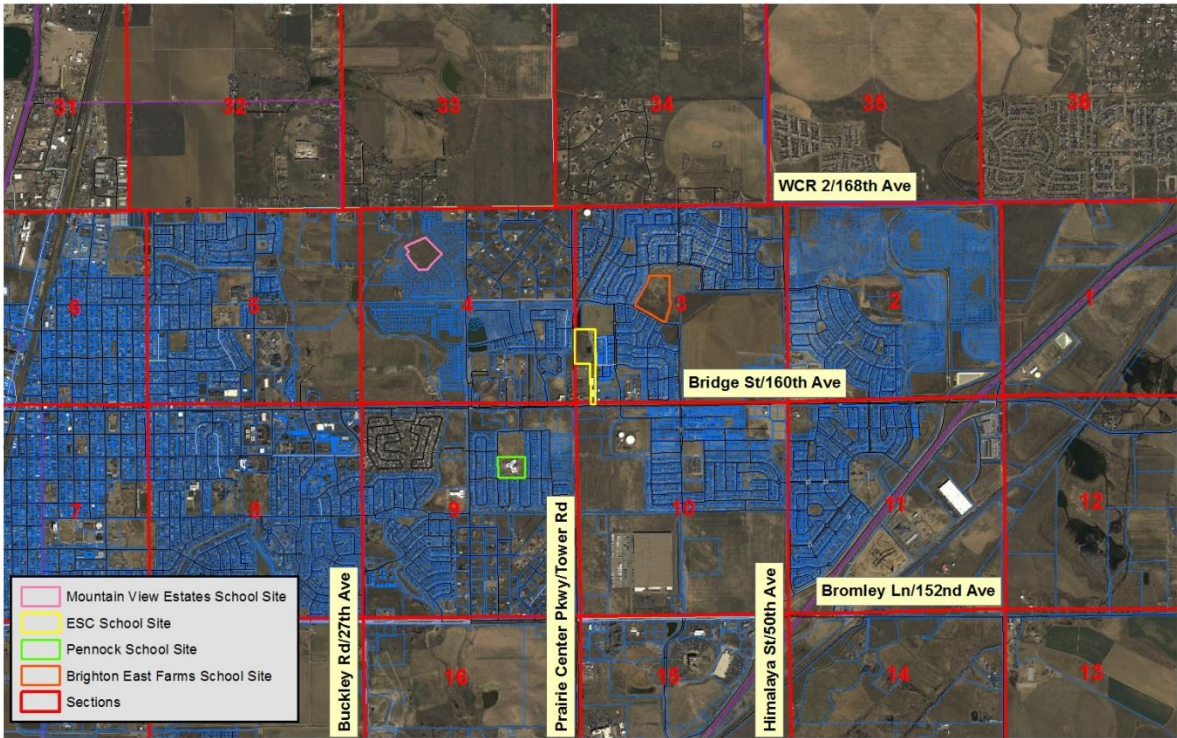 31
32
33
34
35
36
WCR 2/168th Ave
6
5
4
3
2
1
Bridge St/160th Ave
7
8
9
10
11
12
Buckley Rd/27th Ave
Prairie Center Pkwy/Tower Rd
Himalaya St/50th Ave
Bromley Ln/152nd Ave
16
15
14
13
Mountain View Estates School Site
ESC School Site
Pennock School Site
Brighton East Farms School Site
Sections